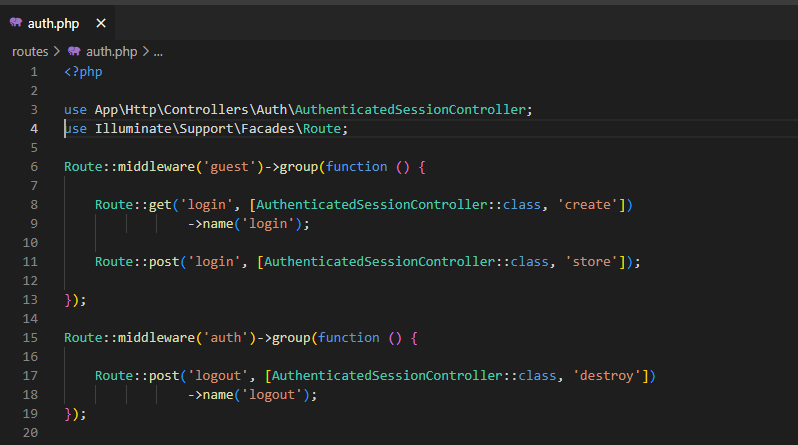 auth.php ×
routes > auth.php > ...
1 <?php
2
3 use App\Http\Controllers\Auth\AuthenticatedSessionController;
4 use Illuminate\Support\Facades\Route;
5
6 Route::middleware('guest')->group(function () {
7
8     Route::get('login', [AuthenticatedSessionController::class, 'create'])
9                 ->name('login');
10
11     Route::post('login', [AuthenticatedSessionController::class, 'store']);
12
13 });
14
15 Route::middleware('auth')->group(function () {
16
17     Route::post('logout', [AuthenticatedSessionController::class, 'destroy'])
18                 ->name('logout');
19 });
20